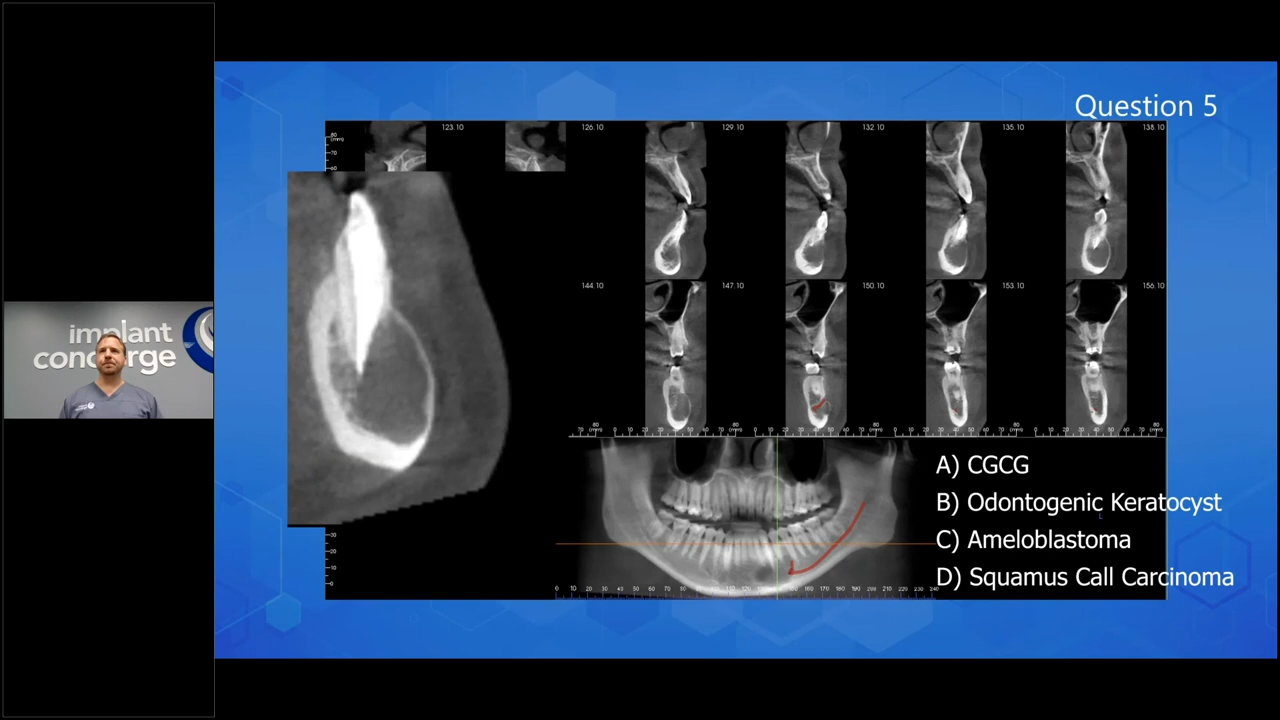 implant
concierge
Question 5
123.10 126.10 129.10 132.10 135.10 138.10
144.10 147.10 150.10 153.10 156.10
A) CGCG
B) Odontogenic Keratocyst
C) Ameloblastoma
D) Squamus Call Carcinoma